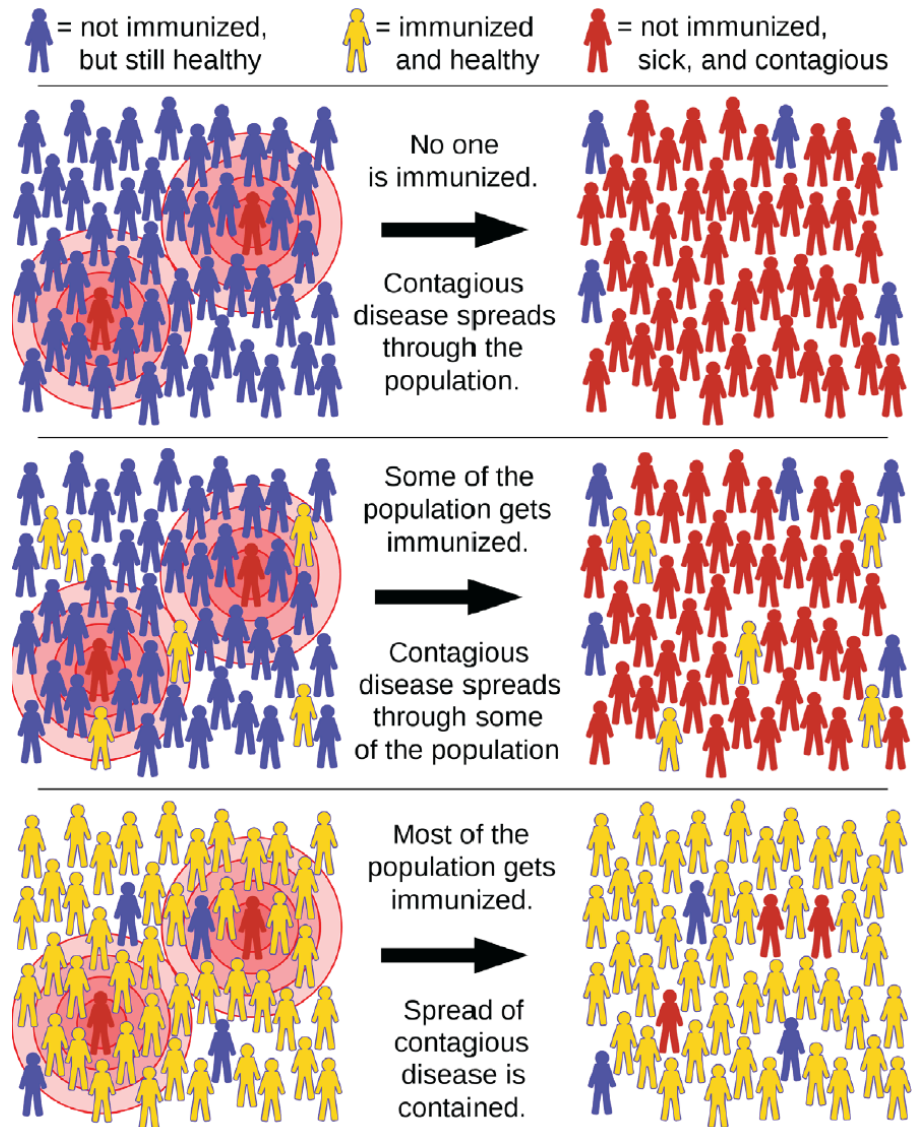 = not immunized,
but still healthy
= immunized
and healthy
= not immunized,
sick, and contagious
No one
is immunized.
Contagious
disease spreads
through the
population.
Some of the
population gets
immunized.
Contagious
disease spreads
through some
of the population
Most of the
population gets
immunized.
Spread of
contagious
disease is
contained.